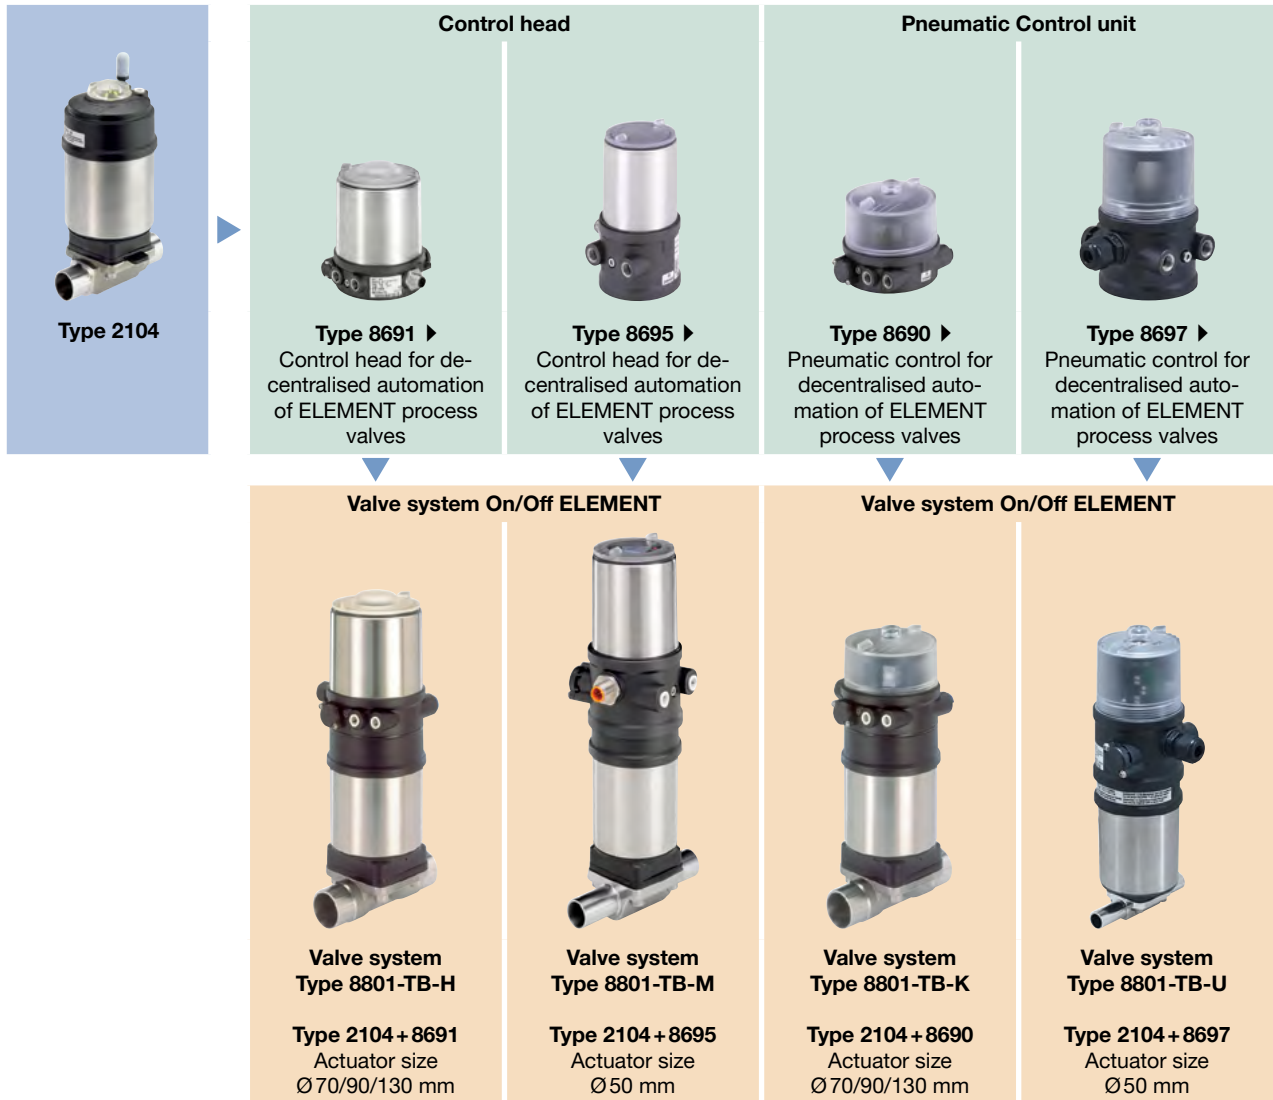 Control head
Pneumatic Control unit
Type 2104
Type 8691
Control head for de-
centralised automation
of ELEMENT process
valves
Type 8695
Control head for de-
centralised automation
of ELEMENT process
valves
Type 8690
Pneumatic control for
decentralised auto-
mation of ELEMENT
process valves
Type 8697
Pneumatic control for
decentralised auto-
mation of ELEMENT
process valves
Valve system On/Off ELEMENT
Valve system On/Off ELEMENT
Valve system
Type 8801-TB-H
Type 2104+8691
Actuator size
Ø70/90/130 mm
Valve system
Type 8801-TB-M
Type 2104+8695
Actuator size
Ø50 mm
Valve system
Type 8801-TB-K
Type 2104+8690
Actuator size
Ø70/90/130 mm
Valve system
Type 8801-TB-U
Type 2104+8697
Actuator size
Ø50 mm